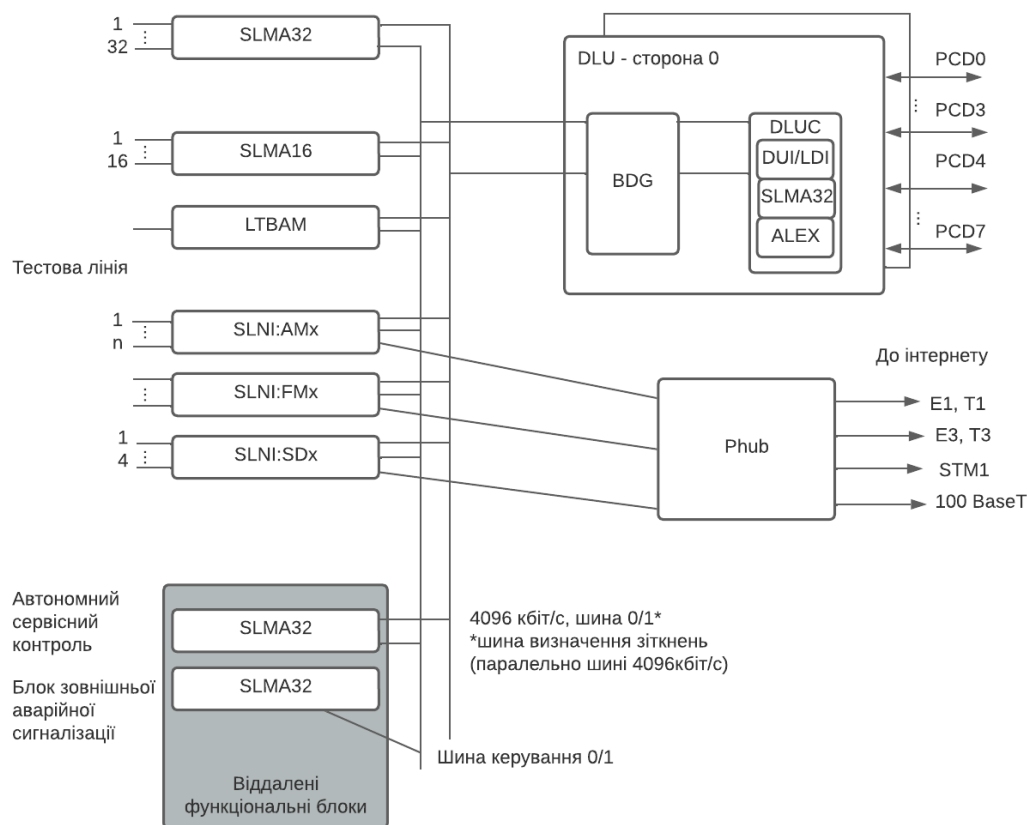 1
32
SLMA32
1
16
SLMA16
LTBAM
Тестова лінія
1
n
SLNI:AMx
SLNI:FMx
1
4
SLNI:SDx
DLU - сторона 0
BDG
DLUC
DUI/LDI
SLMA32
ALEX
PCD0
PCD3
PCD4
PCD7
До інтернету
Phub
E1, T1
E3, T3
STM1
100 BaseT
Автономний
сервісний
контроль
SLMA32
Блок зовнішньої
аварійної
сигналізації
SLMA32
Віддалені
функціональні блоки
4096 кбіт/с, шина 0/1*
*шина визначення зіткнень
(паралельно шині 4096кбіт/с)
Шина керування 0/1